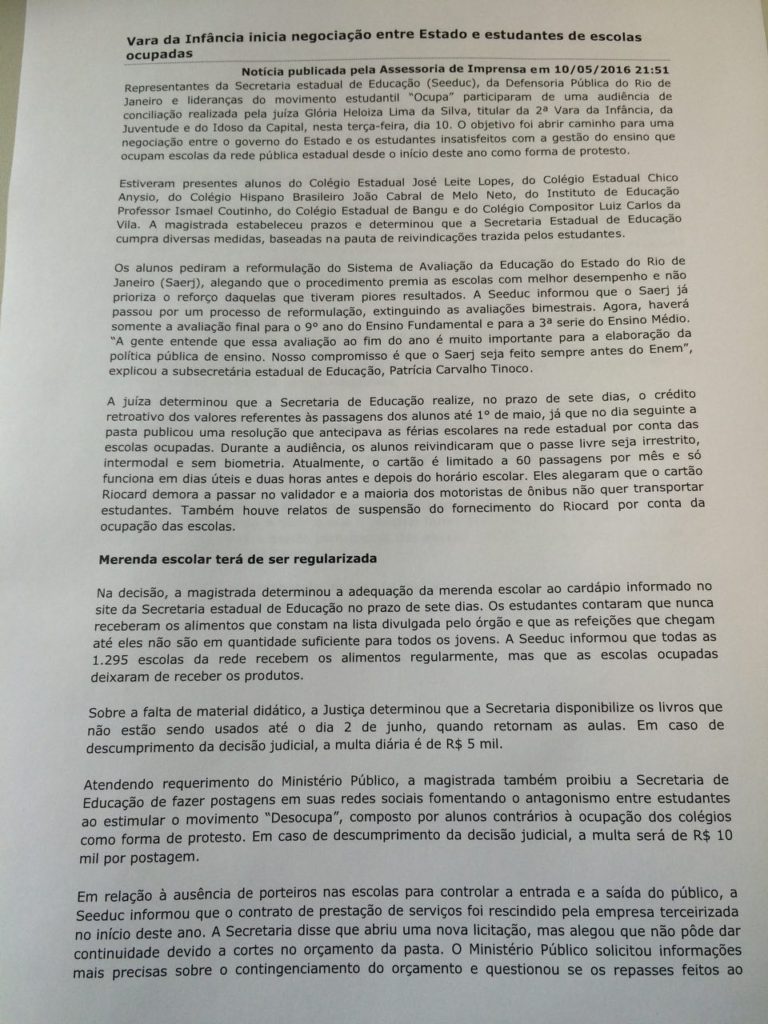 Vara da Infância inicia negociação entre Estado e estudantes de escolas
ocupadas
Notícia publicada pela Assessoria de Imprensa em 10/05/2016 21:51
Representantes da Secretaria estadual de Educação (Seeduc), da Defensoria Pública do Rio de
Janeiro e lideranças do movimento estudantil "Ocupa" participaram de uma audiência de
conciliação realizada pela juíza Glória Heloiza Lima da Silva, titular da 2ª Vara da Infância, da
Juventude e do Idoso da Capital, nesta terça-feira, dia 10. O objetivo foi abrir caminho para uma
negociação entre o governo do Estado e os estudantes insatisfeitos com a gestão do ensino que
ocupam escolas da rede pública estadual desde o início deste ano como forma de protesto.
Estiveram presentes alunos do Colégio Estadual José Leite Lopes, do Colégio Estadual Chico
Anysio, do Colégio Hispano Brasileiro João Cabral de Melo Neto, do Instituto de Educação
Professor Ismael Coutinho, do Colégio Estadual de Bangu e do Colégio Compositor Luiz Carlos da
Vila. A magistrada estabeleceu prazos e determinou que a Secretaria Estadual de Educação
cumpra diversas medidas, baseadas na pauta de reivindicações trazida pelos estudantes.
Os alunos pediram a reformulação do Sistema de Avaliação da Educação do Estado do Rio de
Janeiro (Saerj), alegando que o procedimento premia as escolas com melhor desempenho e não
prioriza o reforço daquelas que tiveram piores resultados. A Seeduc informou que o Saerj já
passou por um processo de reformulação, extinguindo as avaliações bimestrais. Agora, haverá
somente a avaliação final para o 9° ano do Ensino Fundamental e para a 3ª serie do Ensino Médio.
"A gente entende que essa avaliação ao fim do ano é muito importante para a elaboração da
política pública de ensino. Nosso compromisso é que o Saerj seja feito sempre antes do Enem",
explicou a subsecretária estadual de Educação, Patrícia Carvalho Tinoco.
A juíza determinou que a Secretaria de Educação realize, no prazo de sete dias, o crédito
retroativo dos valores referentes às passagens dos alunos até 1° de maio, já que no dia seguinte a
pasta publicou uma resolução que antecipava as férias escolares na rede estadual por conta das
escolas ocupadas. Durante a audiência, os alunos reivindicaram que o passe livre seja irrestrito,
intermodal e sem biometria. Atualmente, o cartão é limitado a 60 passagens por mês e só
funciona em dias úteis e duas horas antes e depois do horário escolar. Eles alegaram que o cartão
Riocard demora a passar no validador e a maioria dos motoristas de ônibus não quer transportar
estudantes. Também houve relatos de suspensão do fornecimento do Riocard por conta da
ocupação das escolas.
Merenda escolar terá de ser regularizada
Na decisão, a magistrada determinou a adequação da merenda escolar ao cardápio informado no
site da Secretaria estadual de Educação no prazo de sete dias. Os estudantes contaram que nunca
receberam os alimentos que constam na lista divulgada pelo órgão e que as refeições que chegam
até eles não são em quantidade suficiente para todos os jovens. A Seeduc informou que todas as
1.295 escolas da rede recebem os alimentos regularmente, mas que as escolas ocupadas
deixaram de receber os produtos.
Sobre a falta de material didático, a Justiça determinou que a Secretaria disponibilize os livros que
não estão sendo usados até o dia 2 de junho, quando retornam as aulas. Em caso de
descumprimento da decisão judicial, a multa diária é de R$ 5 mil.
Atendendo requerimento do Ministério Público, a magistrada também proibiu a Secretaria de
Educação de fazer postagens em suas redes sociais fomentando o antagonismo entre estudantes
ao estimular o movimento "Desocupa", composto por alunos contrários à ocupação dos colégios
como forma de protesto. Em caso de descumprimento da decisão judicial, a multa será de R$ 10
mil por postagem.
Em relação à ausência de porteiros nas escolas para controlar a entrada e a saída do público, a
Seeduc informou que o contrato de prestação de serviços foi rescindido pela empresa terceirizada
no início deste ano. A Secretaria disse que abriu uma nova licitação, mas alegou que não pôde dar
continuidade devido a cortes no orçamento da pasta. O Ministério Público solicitou informações
mais precisas sobre o contingenciamento do orçamento e questionou se os repasses feitos ao